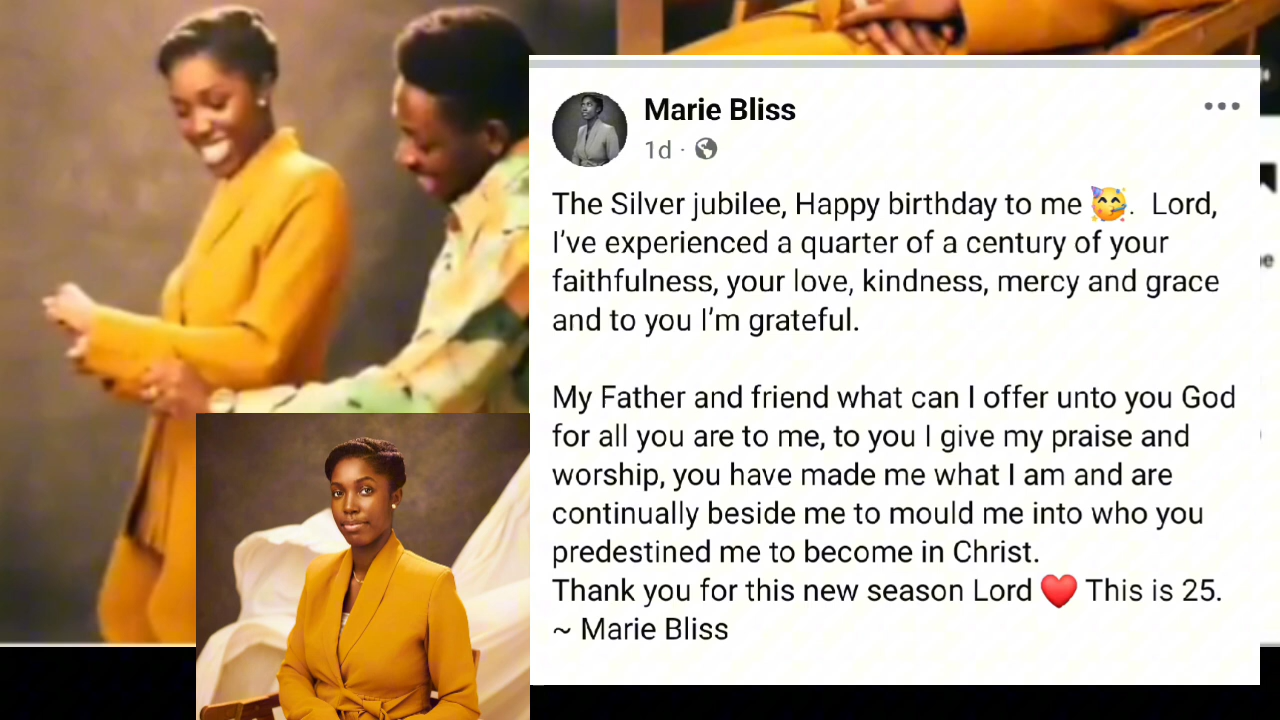 Marie Bliss
1d ·
The Silver jubilee, Happy birthday to me 🥳. Lord,
I've experienced a quarter of a century of your
faithfulness, your love, kindness, mercy and grace
and to you I'm grateful.
My Father and friend what can I offer unto you God
for all you are to me, to you I give my praise and
worship, you have made me what I am and are
continually beside me to mould me into who you
predestined me to become in Christ.
Thank you for this new season Lord ♥️ This is 25.
~ Marie Bliss